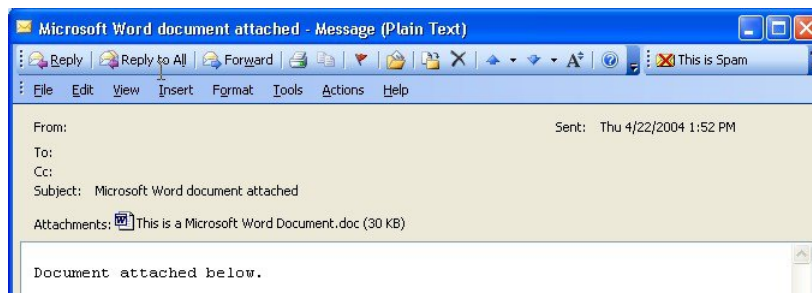 Microsoft Word document attached - Message (Plain Text)
Reply Reply to All Forward A This is Spam
File Edit View Insert Format Tools Actions Help
From: Sent: Thu 4/22/2004 1:52 PM
To:
Cc:
Subject: Microsoft Word document attached
Attachments: This is a Microsoft Word Document.doc (30 KB)
Document attached below.